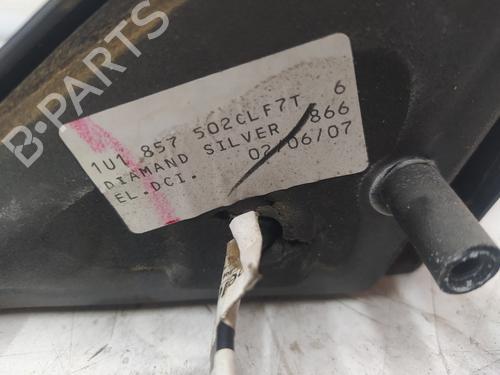 1U1 857 502CLF7T 6
DIAMAND SILVER 866
EL.DCI. 02/06/07
B-PARTS